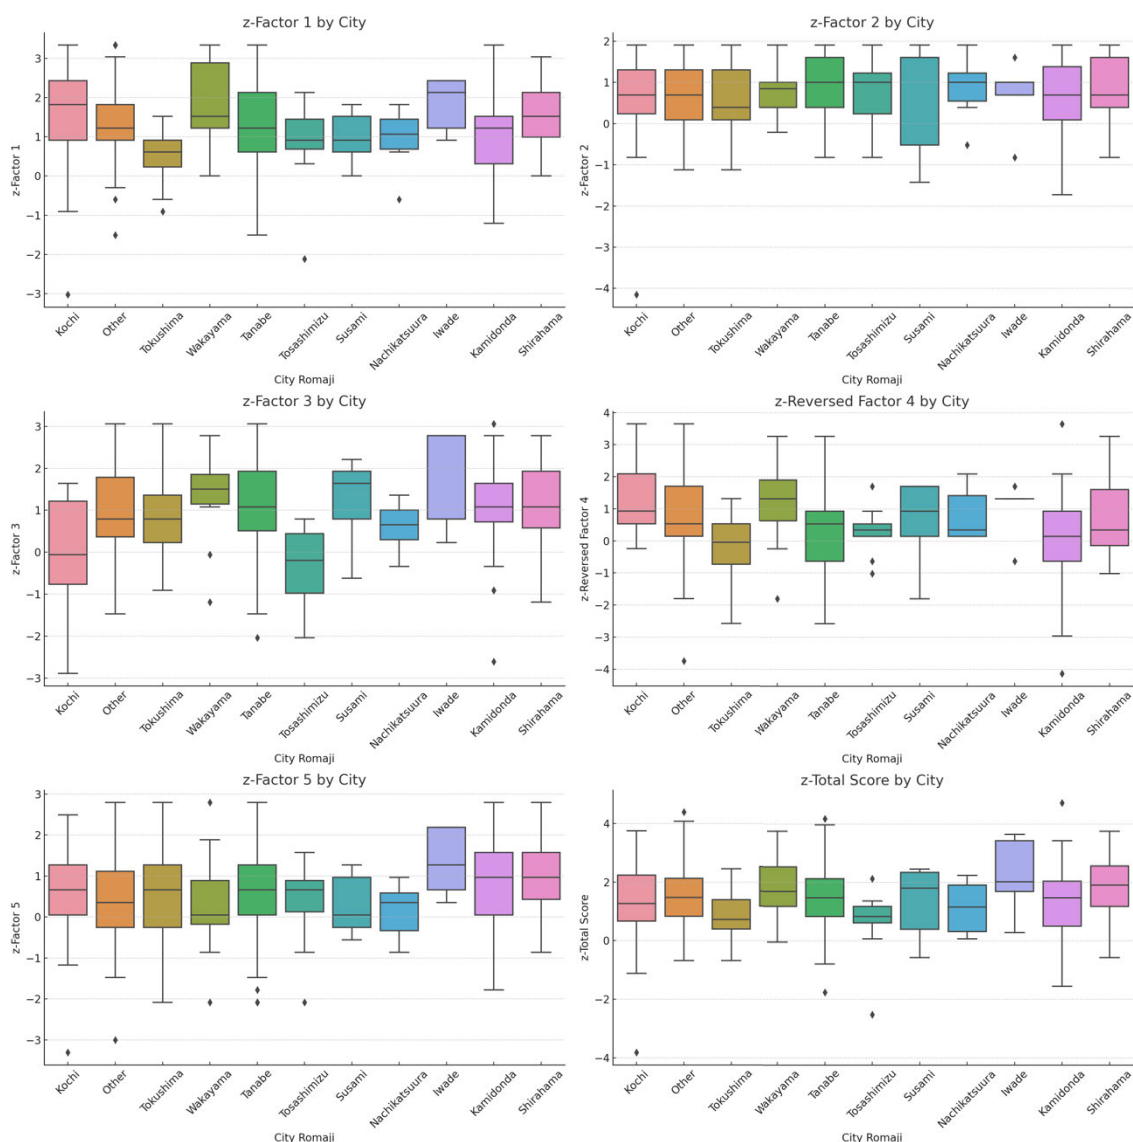 z-Factor 1 by City
z-Factor 1
3
2
1
0
−1
−2
−3
Kochi
Other
Tokushima
Wakayama
Tanabe
Tosashimizu
Susami
Nachikatsuura
Iwade
Kamidonda
Shirahama
City Romaji
z-Factor 2 by City
z-Factor 2
2
1
0
−1
−2
−3
−4
Kochi
Other
Tokushima
Wakayama
Tanabe
Tosashimizu
Susami
Nachikatsuura
Iwade
Kamidonda
Shirahama
City Romaji
z-Factor 3 by City
z-Factor 3
3
2
1
0
−1
−2
−3
Kochi
Other
Tokushima
Wakayama
Tanabe
Tosashimizu
Susami
Nachikatsuura
Iwade
Kamidonda
Shirahama
City Romaji
z-Reversed Factor 4 by City
z-Reversed Factor 4
4
3
2
1
0
−1
−2
−3
−4
Kochi
Other
Tokushima
Wakayama
Tanabe
Tosashimizu
Susami
Nachikatsuura
Iwade
Kamidonda
Shirahama
City Romaji
z-Factor 5 by City
z-Factor 5
3
2
1
0
−1
−2
−3
Kochi
Other
Tokushima
Wakayama
Tanabe
Tosashimizu
Susami
Nachikatsuura
Iwade
Kamidonda
Shirahama
City Romaji
z-Total Score by City
z-Total Score
4
2
0
−2
−4
Kochi
Other
Tokushima
Wakayama
Tanabe
Tosashimizu
Susami
Nachikatsuura
Iwade
Kamidonda
Shirahama
City Romaji